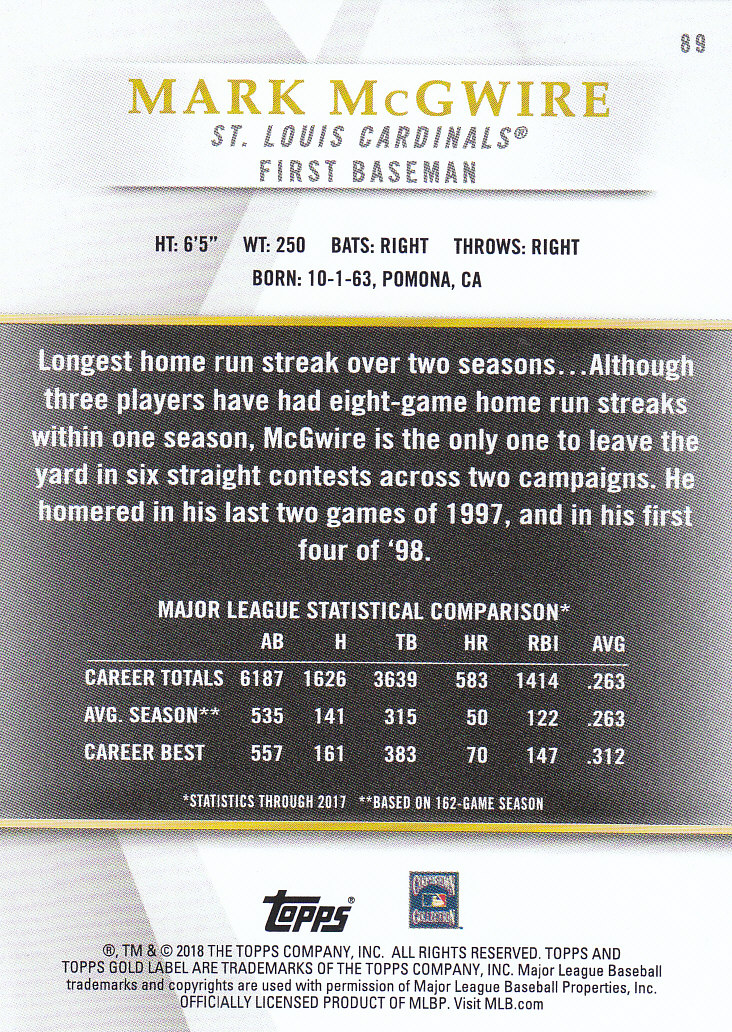 89
MARK McGWIRE
ST. LOUIS CARDINALS®
FIRST BASEMAN
HT: 6’5” WT: 250 BATS: RIGHT THROWS: RIGHT
BORN: 10-1-63, POMONA, CA
Longest home run streak over two seasons...Although
three players have had eight-game home run streaks
within one season, McGwire is the only one to leave the
yard in six straight contests across two campaigns. He
homered in his last two games of 1997, and in his first
four of ‘98.
MAJOR LEAGUE STATISTICAL COMPARISON*
AB H TB HR RBI AVG
CAREER TOTALS 6187 1626 3639 583 1414 .263
AVG. SEASON** 535 141 315 50 122 .263
CAREER BEST 557 161 383 70 147 .312
*STATISTICS THROUGH 2017 **BASED ON 162-GAME SEASON
TOPPS®
COOPERSTOWN
COLLECTION
®, TM & © 2018 THE TOPPS COMPANY, INC. ALL RIGHTS RESERVED. TOPPS AND
TOPPS GOLD LABEL ARE TRADEMARKS OF THE TOPPS COMPANY, INC. Major League Baseball
trademarks and copyrights are used with permission of Major League Baseball Properties, Inc.
OFFICIALLY LICENSED PRODUCT OF MLBP. Visit MLB.com